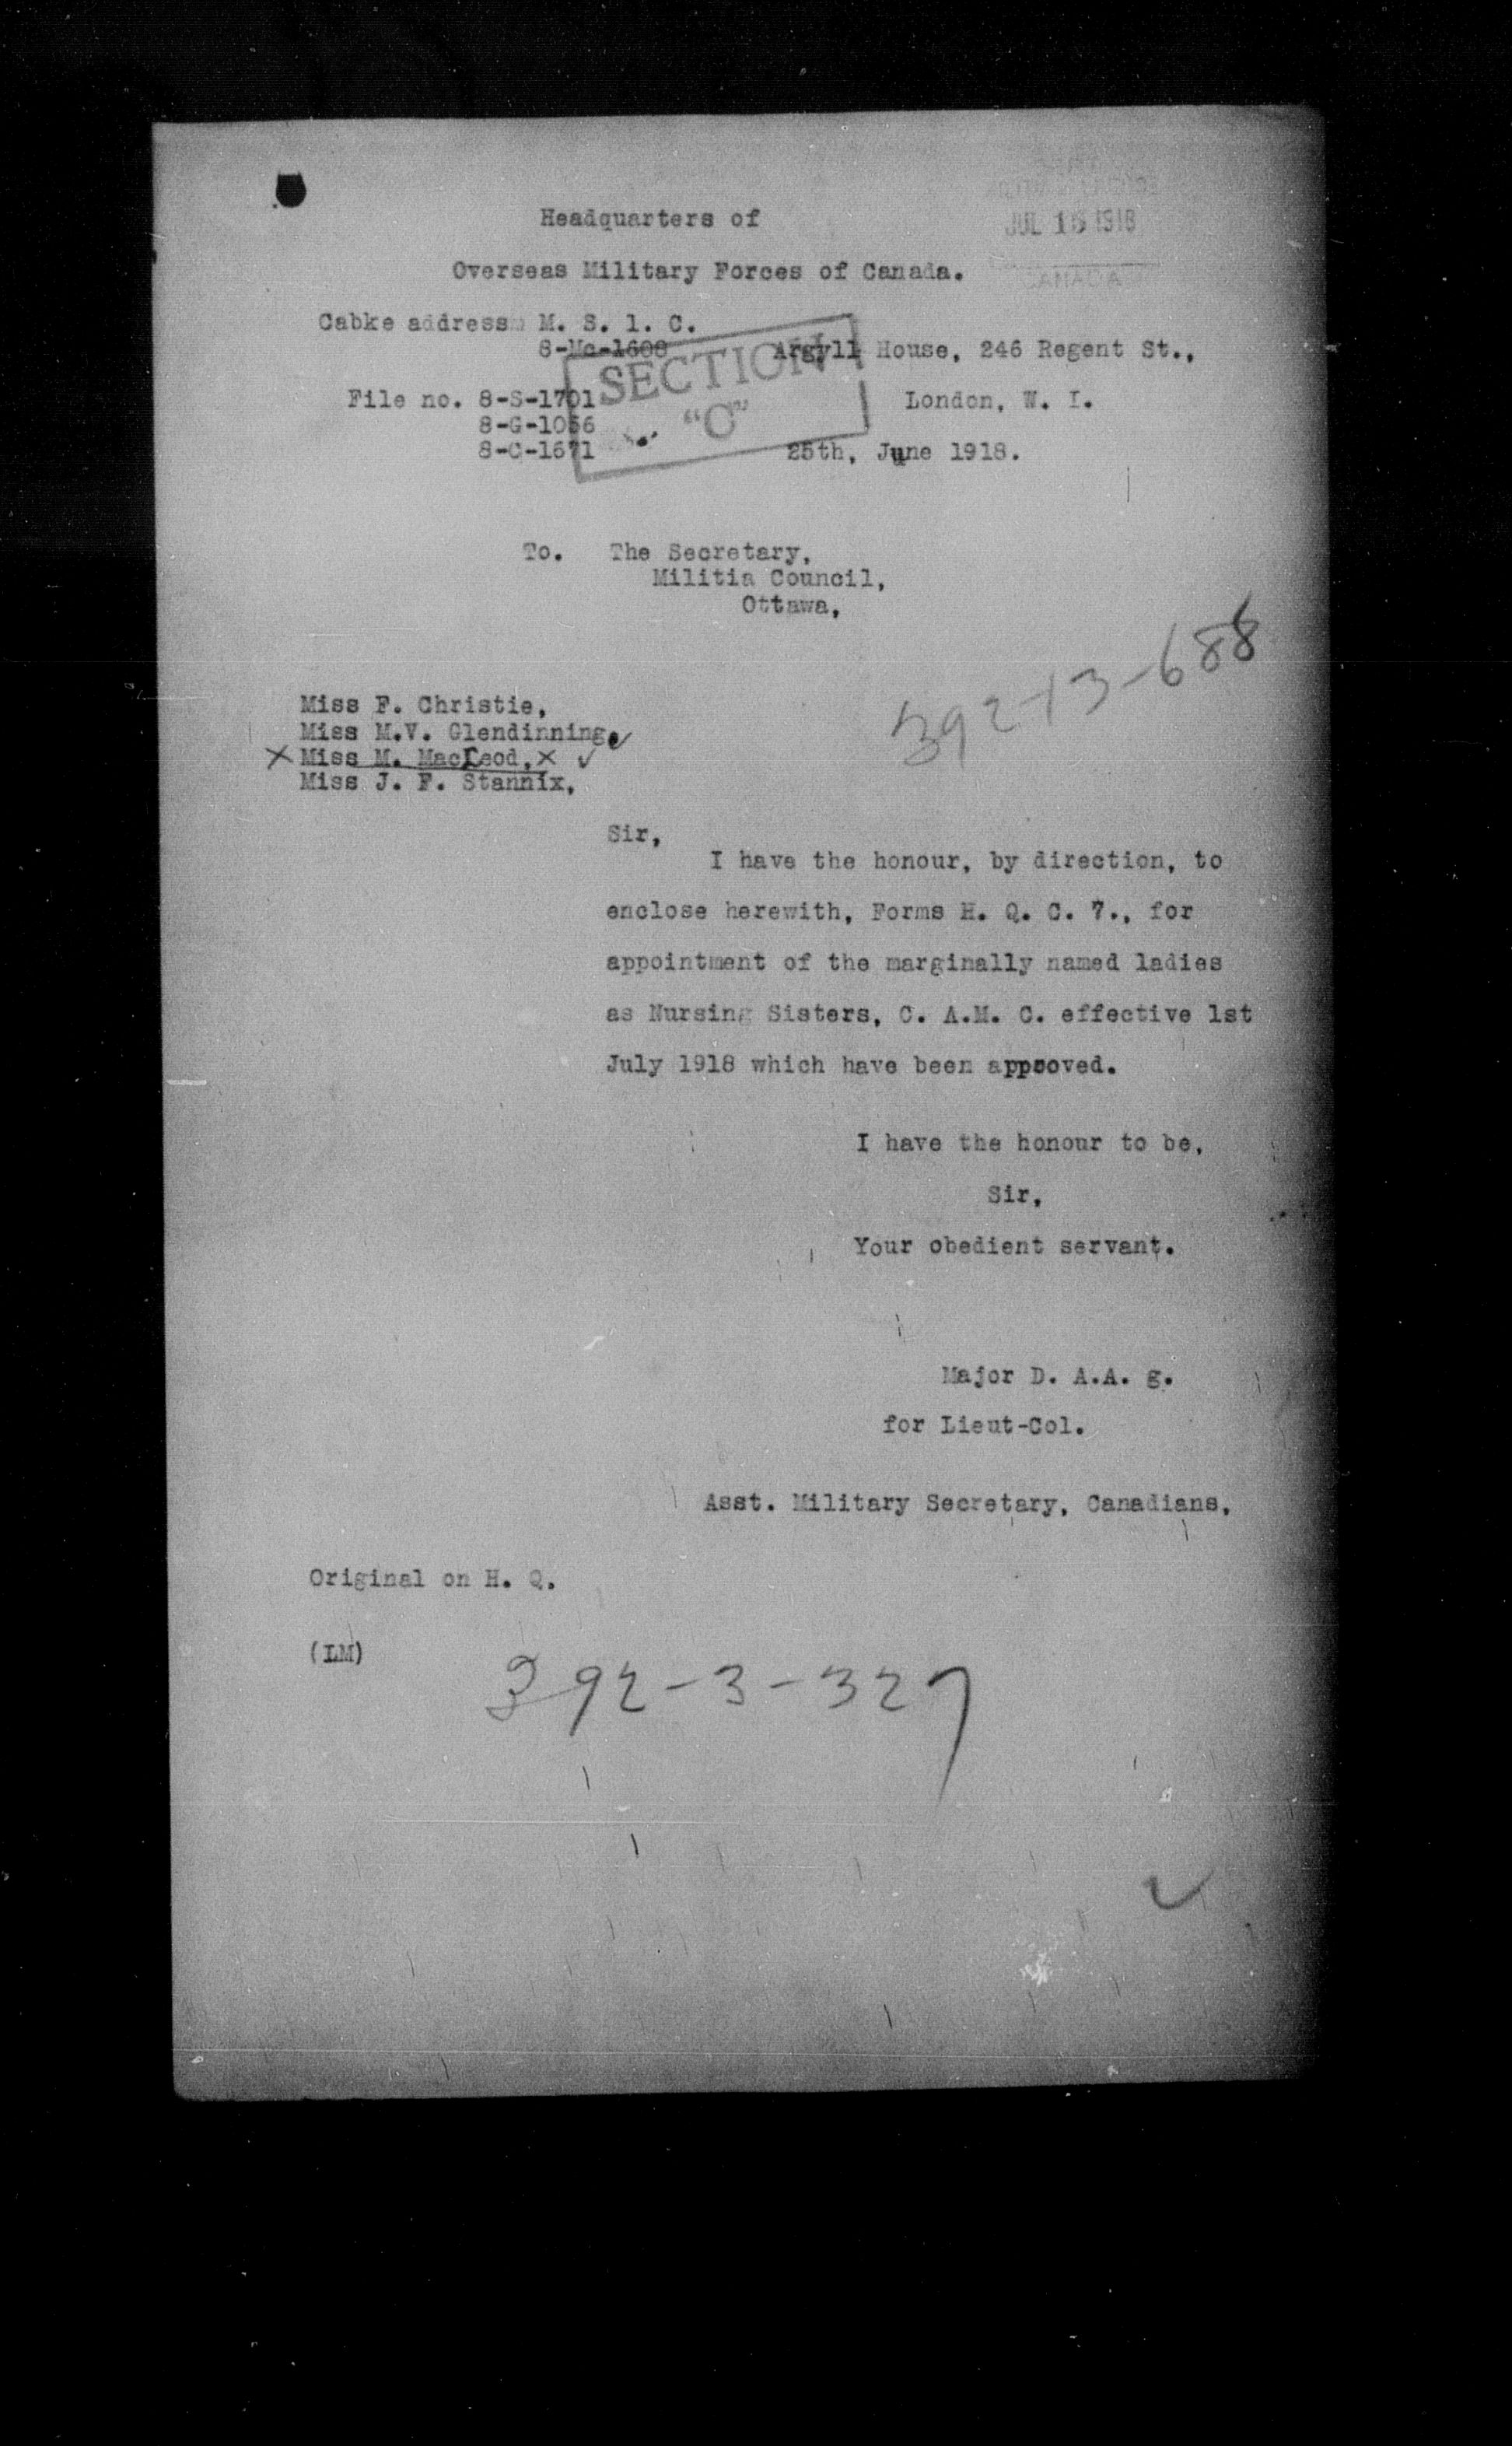 Headquarters of
JUL 16 1918
Overseas Military Forces of Canada.
CANADA
Cabke address M. S. 1. C.
8-Mc-1608
Argyll House, 246 Regent St.,
SECTION
"C"
File no. 8-S-1701
London, W. I.
8-G-1056
8-C-1671
25th, June 1918.
To. The Secretary,
Militia Council,
Ottawa,
392-13-688
Miss F. Christie,
Miss M.V. Glendinning. ✓
X Miss M. MacLeod, X ✓
Miss J. F. Stannix,
Sir,
I have the honour, by direction, to
enclose herewith, Forms H. Q. C. 7., for
appointment of the marginally named ladies
as Nursing Sisters, C. A.M. C. effective 1st
July 1918 which have been approved.
I have the honour to be,
Sir,
Your obedient servant.
Major D. A.A. g.
for Lieut-Col.
Asst. Military Secretary, Canadians,
Original on H. Q.
(LM)
392-3-327